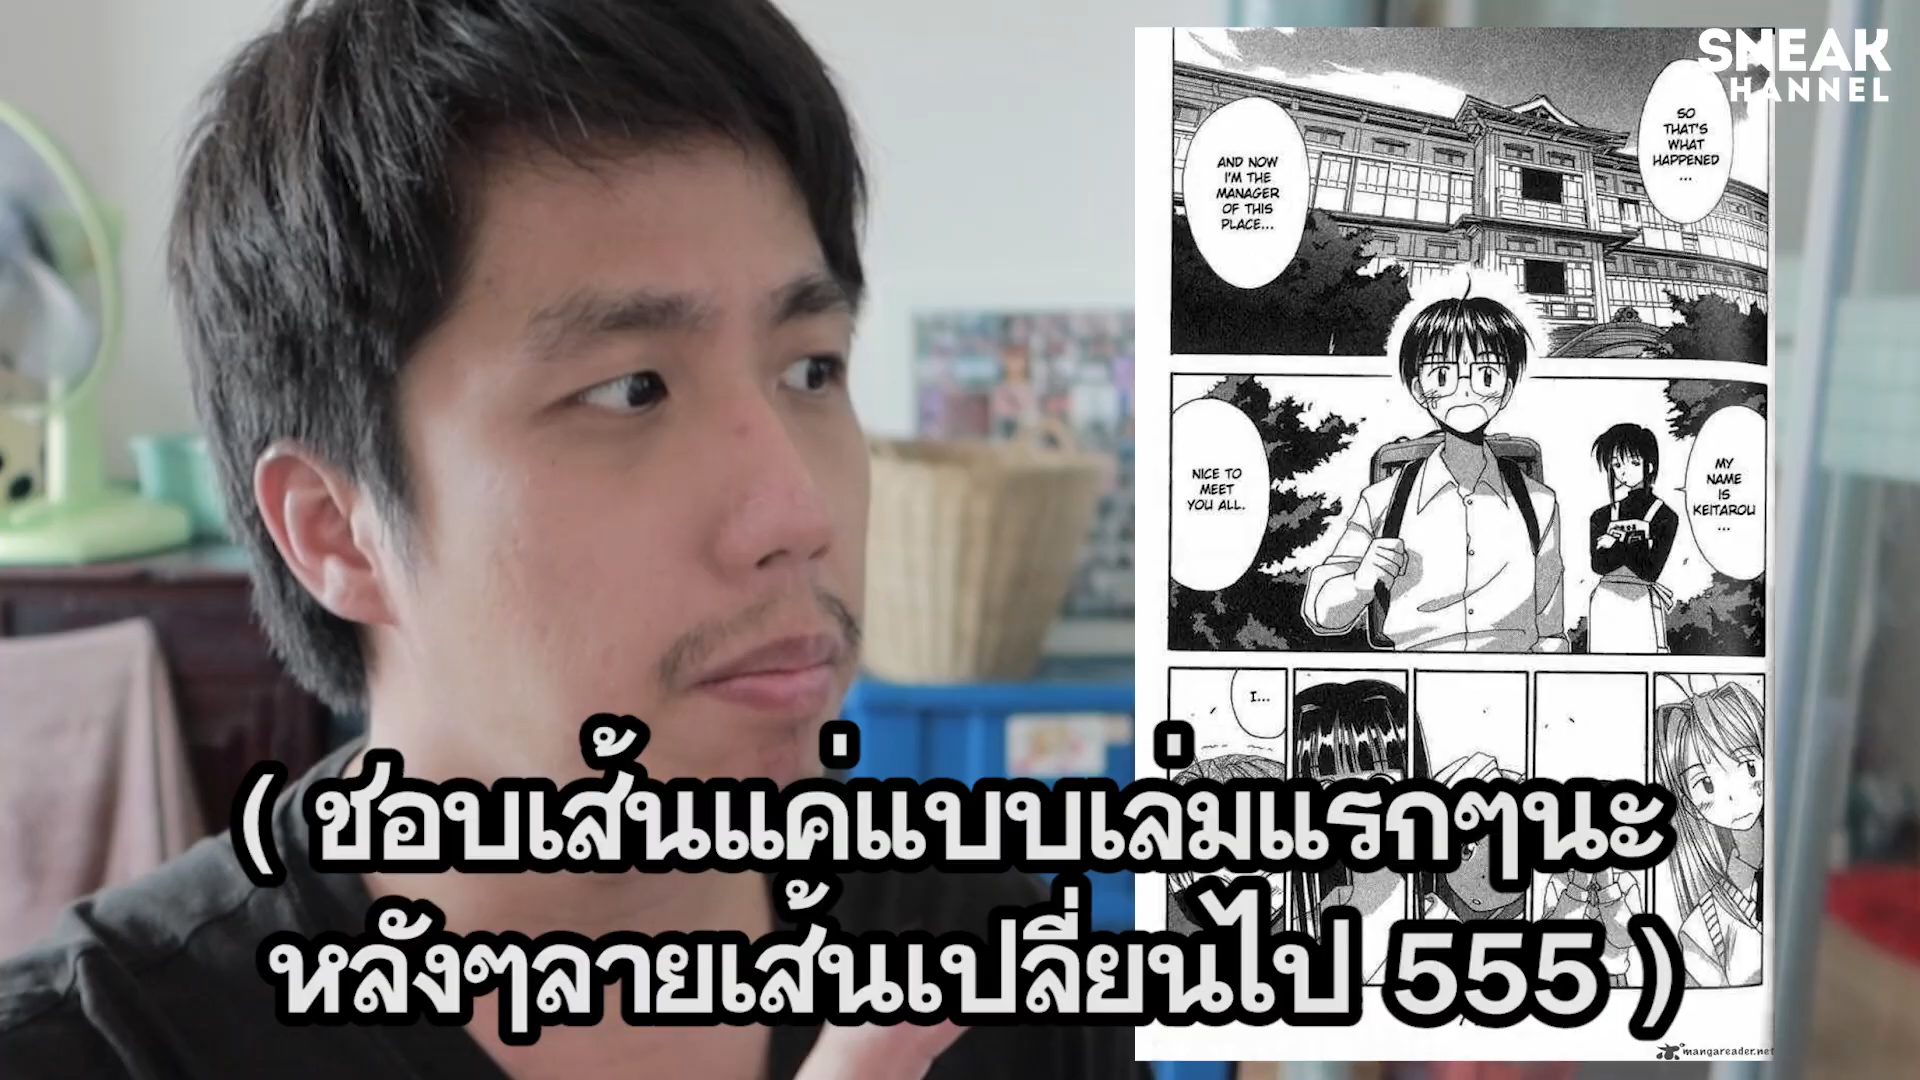 SNEAK
HANNEL
SO
THAT'S
WHAT
HAPPENED
...
AND NOW
I'M THE
MANAGER
OF THIS
PLACE...
MY
NAME
IS
KEITAROU
...
NICE TO
MEET
YOU ALL.
I...
( ชอบเส้นแค่แบบเล่มแรกๆนะ
หลังๆลายเส้นเปลี่ยนไป 555 )
mangareader.net